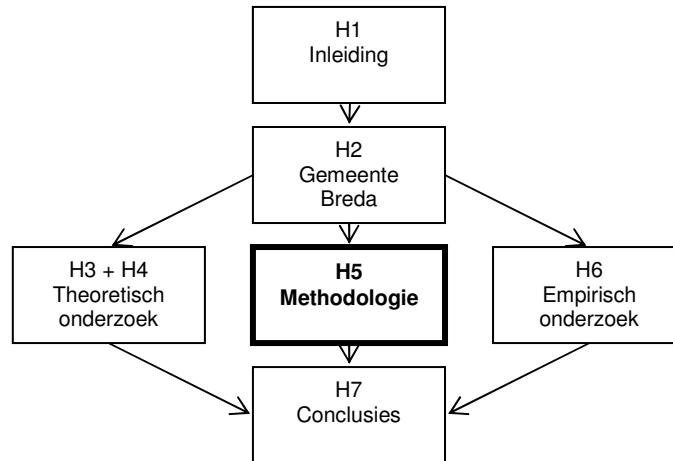 H1
Inleiding
H2
Gemeente
Breda
H3 + H4
Theoretisch
onderzoek
H5
Methodologie
H6
Empirisch
onderzoek
H7
Conclusies